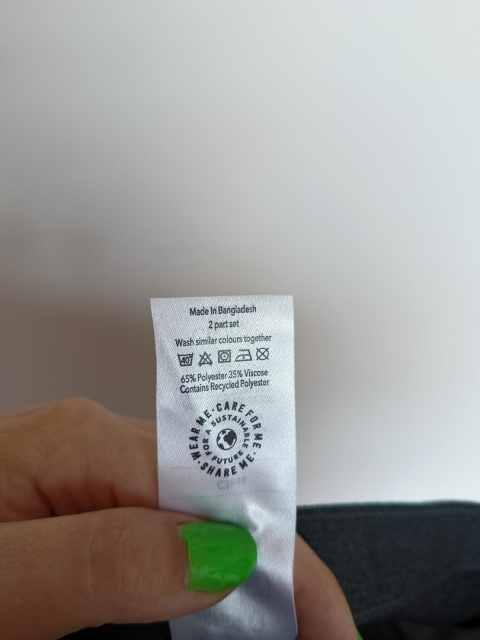 Made In Bangladesh
2 part set
Wash similar colours together
40
65% Polyester 35% Viscose
Contains Recycled Polyester
WEAR ME · CARE FOR ME · SHARE ME ·
FOR A SUSTAINABLE FUTURE